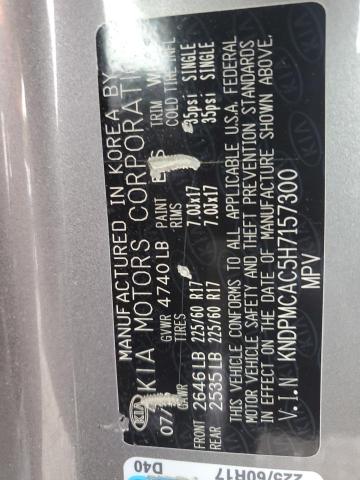 MANUFACTURED IN KOREA BY
KIA MOTORS CORPORATI
07/
GVWR 4740LB
PAINT
TRIM
GAWR TIRES RIMS COLD TIRE INFL
FRONT 2646LB 225/60 R17 7.0Jx17 35psi SINGLE
REAR 2535LB 225/60 R17 7.0Jx17 35psi SINGLE
THIS VEHICLE CONFORMS TO ALL APPLICABLE U.S.A. FEDERAL
MOTOR VEHICLE SAFETY AND THEFT PREVENTION STANDARDS
IN EFFECT ON THE DATE OF MANUFACTURE SHOWN ABOVE.
V.I.N KNDPMCAC5H7157300
MPV
KIA
225/60R17
D40